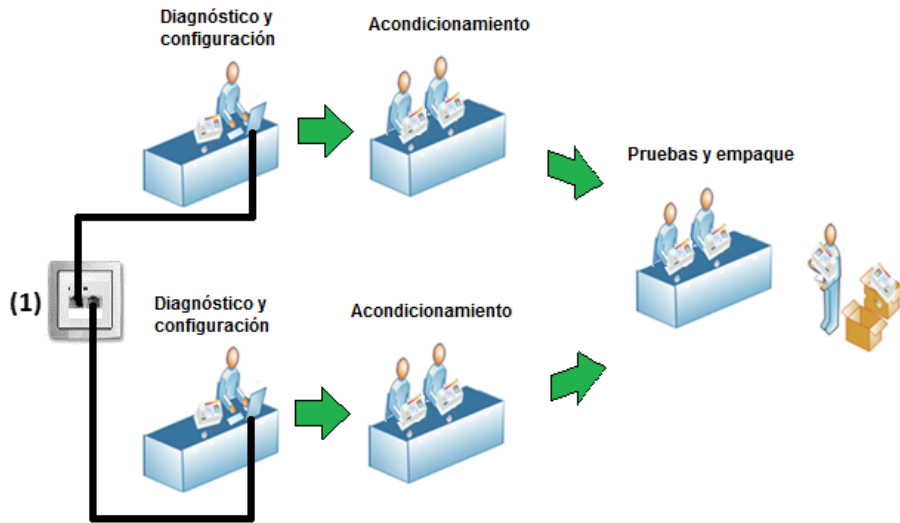 Diagnóstico y
configuración
Acondicionamiento
Pruebas y empaque
(1)
Diagnóstico y
configuración
Acondicionamiento